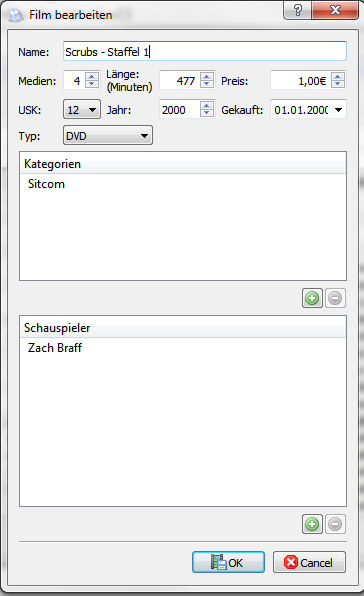 Film bearbeiten
Name: Scrubs - Staffel 1
Medien: 4 Länge: (Minuten) 477 Preis: 1,00€
USK: 12 Jahr: 2000 Gekauft: 01.01.2000
Typ: DVD
Kategorien
Sitcom
Schauspieler
Zach Braff
OK Cancel